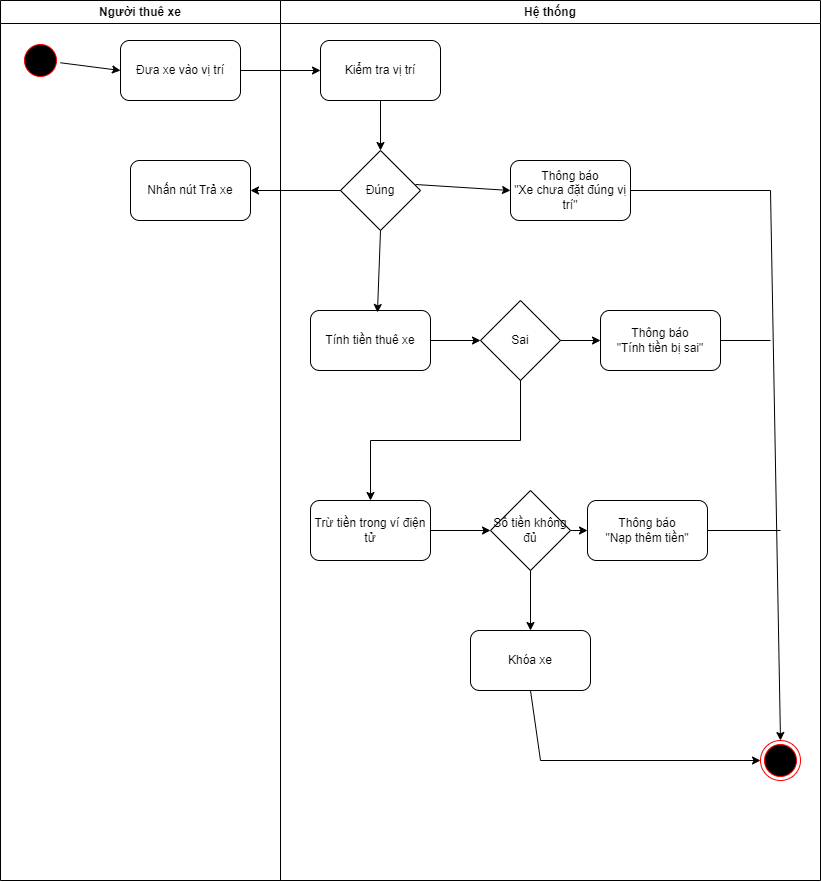 Người thuê xe
Hệ thống
Đưa xe vào vị trí
Kiểm tra vị trí
Nhấn nút Trả xe
Đúng
Thông báo
"Xe chưa đặt đúng vị
trí"
Tính tiền thuê xe
Sai
Thông báo
"Tính tiền bị sai"
Trừ tiền trong ví điện
tử
Số tiền không
đủ
Thông báo
"Nạp thêm tiền"
Khóa xe